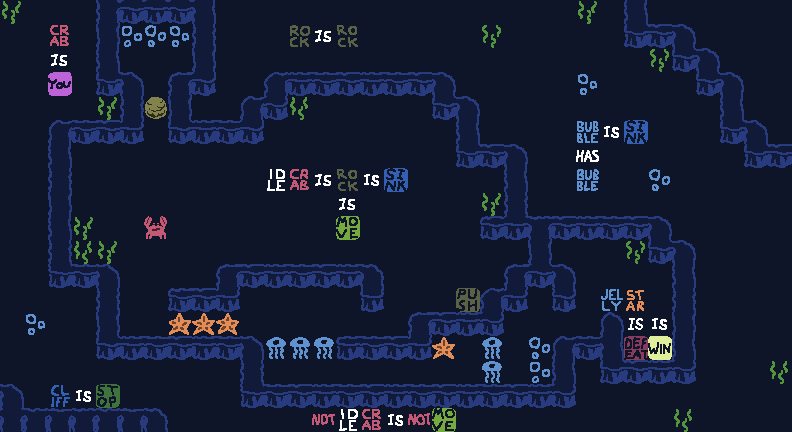 CRAB
IS
YOU
ROCK IS ROCK
BUBBLE IS SINK
HAS
BUBBLE
IDLE CRAB IS ROCK IS SINK
IS
MOVE
PUSH
JELLY STAR
IS IS
DEFEAT WIN
CLIFF IS STOP
NOT IDLE CRAB IS NOT MOVE